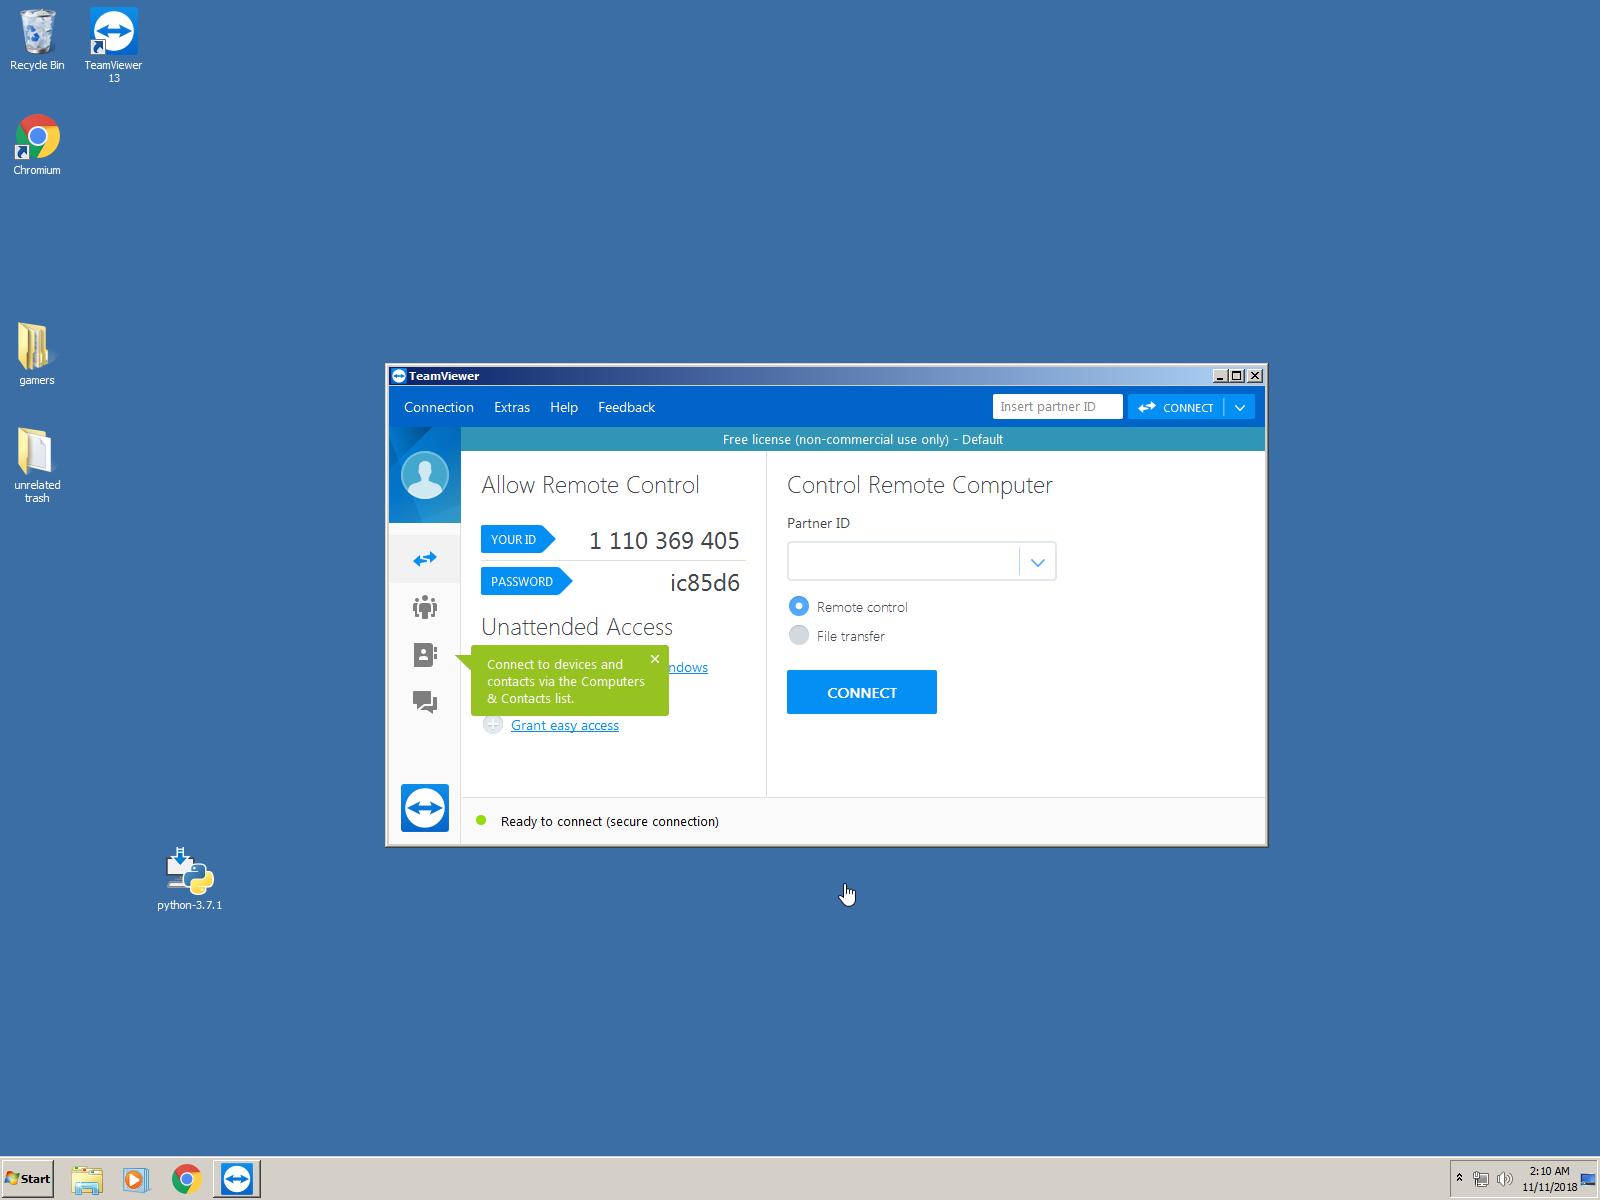 Recycle Bin
TeamViewer
13
Chromium
gamers
unrelated
trash
python-3.7.1
TeamViewer
Connection Extras Help Feedback
Insert partner ID
CONNECT
Free license (non-commercial use only) - Default
Allow Remote Control
YOUR ID 1 110 369 405
PASSWORD ic85d6
Unattended Access
ndows
Connect to devices and
contacts via the Computers
& Contacts list.
Grant easy access
Control Remote Computer
Partner ID
Remote control
File transfer
CONNECT
Ready to connect (secure connection)
Start
2:10 AM
11/11/2018